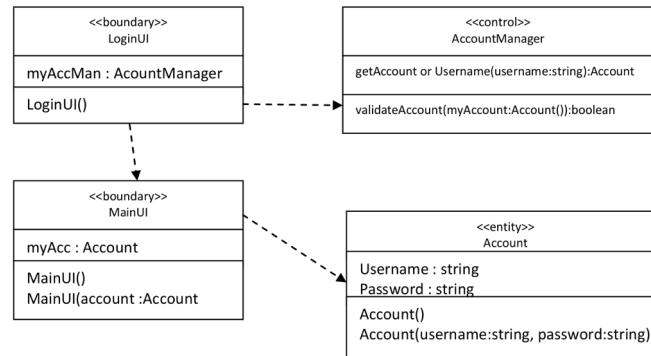 <<boundary>>
LoginUI
myAccMan : AcountManager
LoginUI()
<<control>>
AccountManager
getAccount or Username(username:string):Account
validateAccount(myAccount:Account()):boolean
<<boundary>>
MainUI
myAcc : Account
MainUI()
MainUI(account :Account
<<entity>>
Account
Username : string
Password : string
Account()
Account(username:string, password:string)